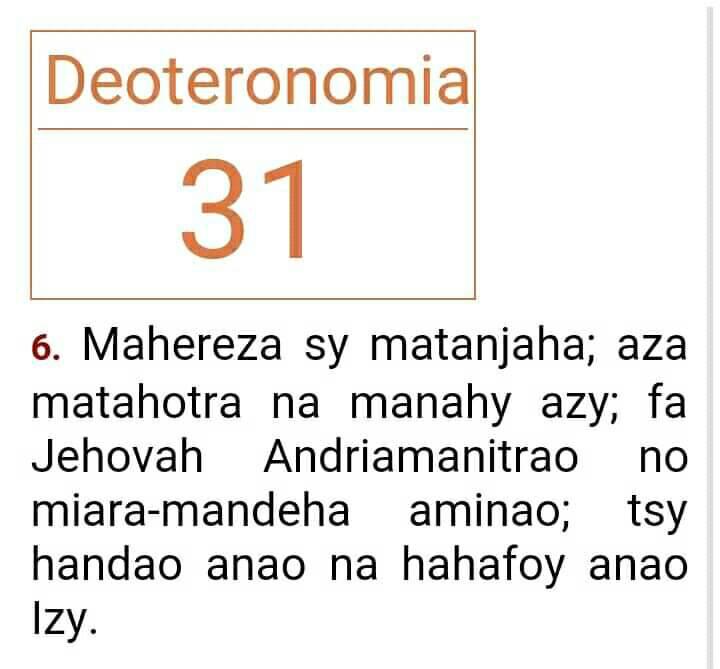 Deoteronomia
31
6. Mahereza sy matanjaha; aza
matahotra na manahy azy; fa
Jehovah Andriamanitrao no
miara-mandeha aminao; tsy
handao anao na hahafoy anao
Izy.